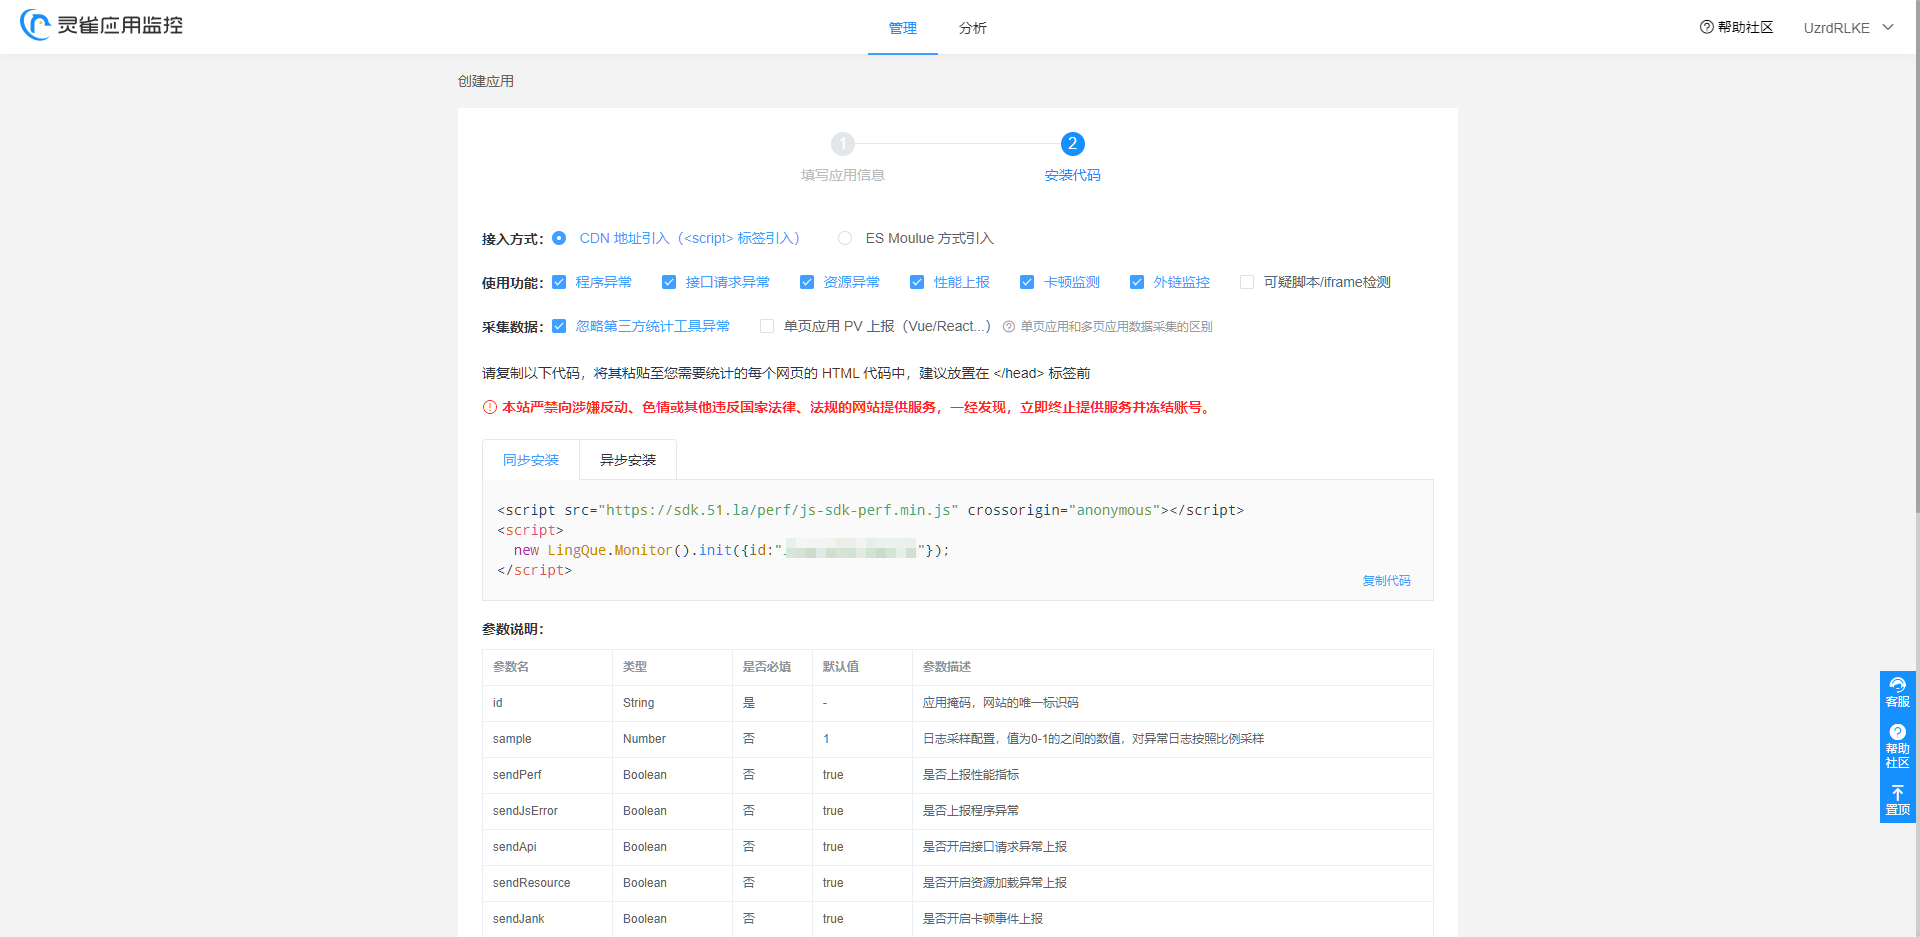 灵雀应用监控
管理 分析
帮助社区 UzrdRLKE
创建应用
1 2
填写应用信息 安装代码
接入方式： CDN 地址引入（<script> 标签引入） ES Moulue 方式引入
使用功能： 程序异常 接口请求异常 资源异常 性能上报 卡顿监测 外链监控 可疑脚本/iframe检测
采集数据： 忽略第三方统计工具异常 单页应用 PV 上报（Vue/React...） 单页应用和多页应用数据采集的区别
请复制以下代码，将其粘贴至您需要统计的每个网页的 HTML 代码中，建议放置在 </head> 标签前
本站严禁向涉嫌反动、色情或其他违反国家法律、法规的网站提供服务，一经发现，立即终止提供服务并冻结账号。
同步安装 异步安装
<script src="https://sdk.51.la/perf/js-sdk-perf.min.js" crossorigin="anonymous"></script>
<script>
new LingQue.Monitor().init({id:" "});
</script>
复制代码
参数说明：
参数名 类型 是否必填 默认值 参数描述
id String 是 - 应用掩码，网站的唯一标识码
sample Number 否 1 日志采样配置，值为0-1的之间的数值，对异常日志按照比例采样
sendPerf Boolean 否 true 是否上报性能指标
sendJsError Boolean 否 true 是否上报程序异常
sendApi Boolean 否 true 是否开启接口请求异常上报
sendResource Boolean 否 true 是否开启资源加载异常上报
sendJank Boolean 否 true 是否开启卡顿事件上报
客服
帮助
社区
置顶